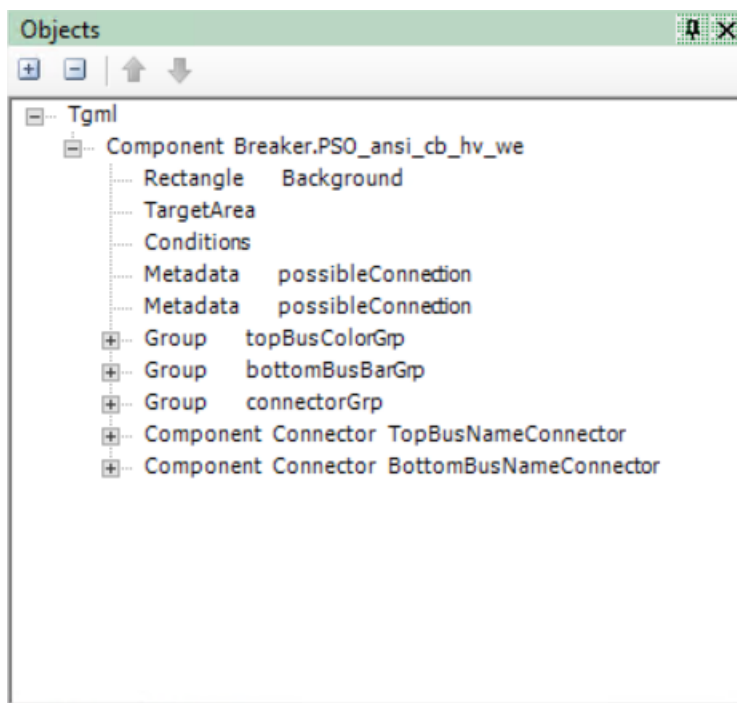 Objects
Tgml
Component Breaker.PSO_ansi_cb_hv_we
Rectangle Background
TargetArea
Conditions
Metadata possibleConnection
Metadata possibleConnection
Group topBusColorGrp
Group bottomBusBarGrp
Group connectorGrp
Component Connector TopBusNameConnector
Component Connector BottomBusNameConnector